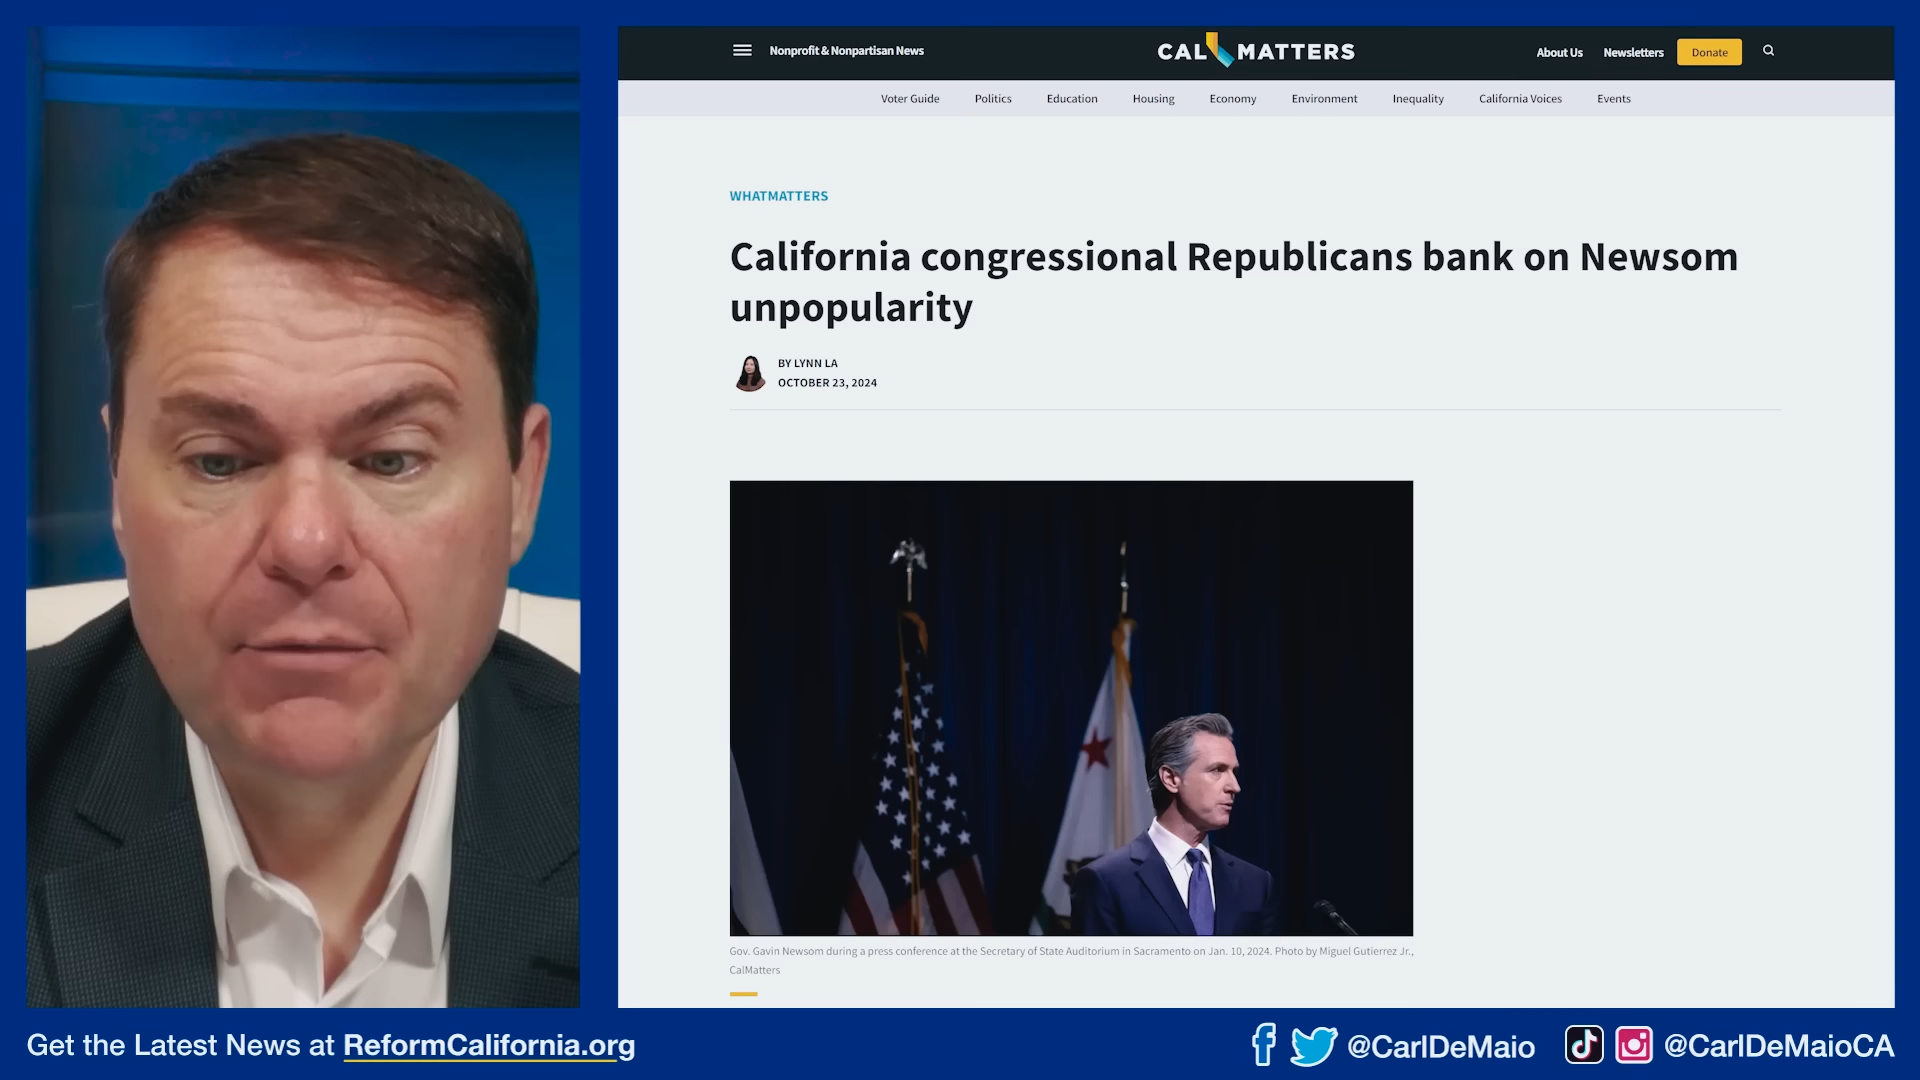 Nonprofit & Nonpartisan News
CAL MATTERS
About Us
Newsletters
Donate
Voter Guide
Politics
Education
Housing
Economy
Environment
Inequality
California Voices
Events
WHATMATTERS
California congressional Republicans bank on Newsom
unpopularity
BY LYNN LA
OCTOBER 23, 2024
Gov. Gavin Newsom during a press conference at the Secretary of State Auditorium in Sacramento on Jan. 10, 2024. Photo by Miguel Gutierrez Jr.,
CalMatters
Get the Latest News at ReformCalifornia.org
@CarlDeMaio
@CarlDeMaioCA